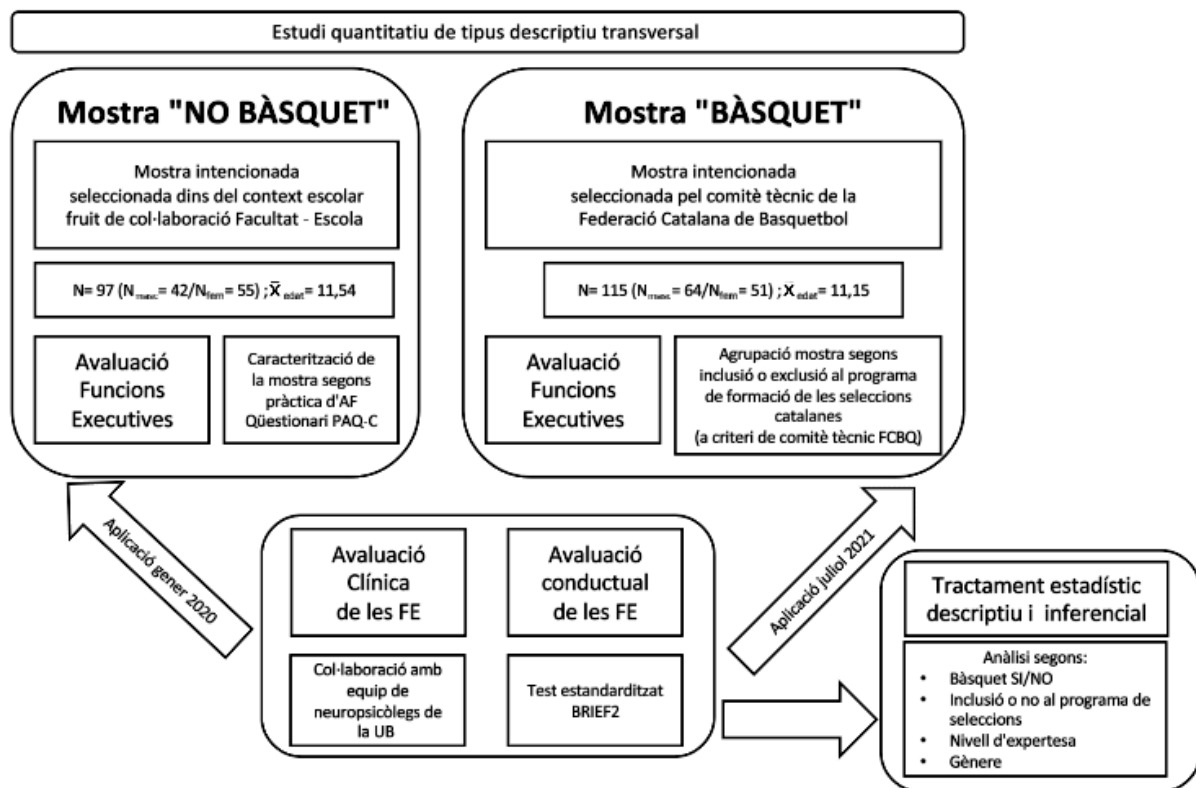 Estudi quantitatiu de tipus descriptiu transversal
Mostra "NO BÀSQUET"
Mostra intencionada
seleccionada dins del context escolar
fruit de col·laboració Facultat - Escola
N= 97 (Nmasc= 42/Nfem= 55) ; X̄ edat= 11,54
Avaluació
Funcions
Executives
Caracterització de
la mostra segons
pràctica d'AF
Qüestionari PAQ-C
Mostra "BÀSQUET"
Mostra intencionada
seleccionada pel comitè tècnic de la
Federació Catalana de Basquetbol
N= 115 (Nmasc= 64/Nfem= 51) ; X̄ edat= 11,15
Avaluació
Funcions
Executives
Agrupació mostra segons
inclusió o exclusió al programa
de formació de les seleccions
catalanes
(a criteri de comitè tècnic FCBQ)
Aplicació gener 2020
Avaluació
Clínica
de les FE
Col·laboració amb
equip de
neuropsicòlegs de
la UB
Avaluació
conductual
de les FE
Test estandarditzat
BRIEF2
Aplicació juliol 2021
Tractament estadístic
descriptiu i inferencial
Anàlisi segons:
• Bàsquet SI/NO
• Inclusió o no al programa de
seleccions
• Nivell d'expertesa
• Gènere